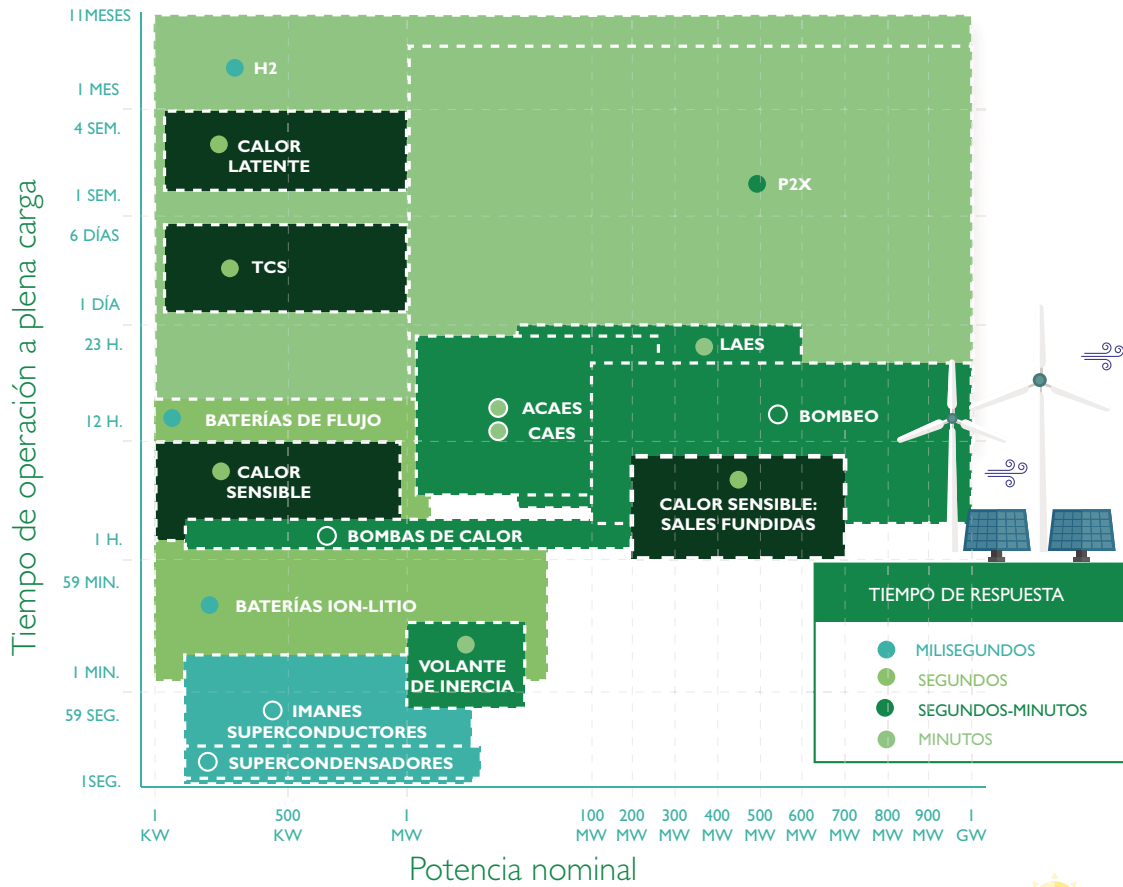 11MESES
1 MES
4 SEM.
1 SEM.
6 DÍAS
1 DÍA
23 H.
12 H.
1 H.
59 MIN.
1 MIN.
59 SEG.
1SEG.
Tiempo de operación a plena carga
H2
CALOR
LATENTE
P2X
TCS
LAES
ACAES
CAES
BOMBEO
BATERÍAS DE FLUJO
CALOR
SENSIBLE
CALOR SENSIBLE:
SALES FUNDIDAS
BOMBAS DE CALOR
BATERÍAS ION-LITIO
VOLANTE
DE INERCIA
IMANES
SUPERCONDUCTORES
SUPERCONDENSADORES
TIEMPO DE RESPUESTA
MILISEGUNDOS
SEGUNDOS
SEGUNDOS-MINUTOS
MINUTOS
1
KW
500
KW
1
MW
100
MW
200
MW
300
MW
400
MW
500
MW
600
MW
700
MW
800
MW
900
MW
1
GW
Potencia nominal